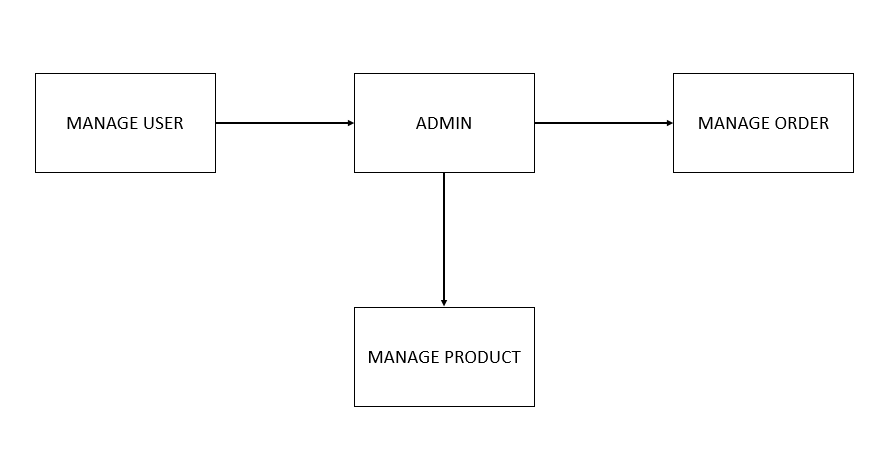 MANAGE USER
ADMIN
MANAGE ORDER
MANAGE PRODUCT